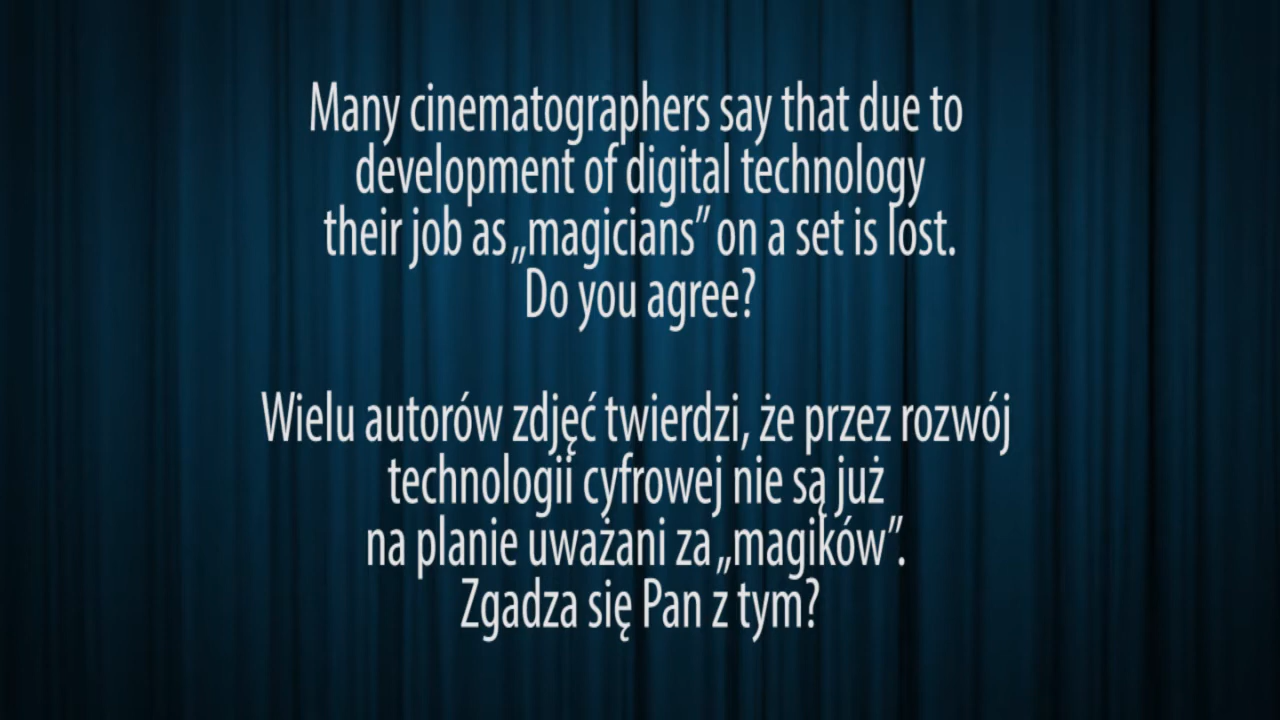 Many cinematographers say that due to
development of digital technology
their job as „magicians” on a set is lost.
Do you agree?
Wielu autorów zdjęć twierdzi, że przez rozwój
technologii cyfrowej nie są już
na planie uważani za „magików”.
Zgadza się Pan z tym?